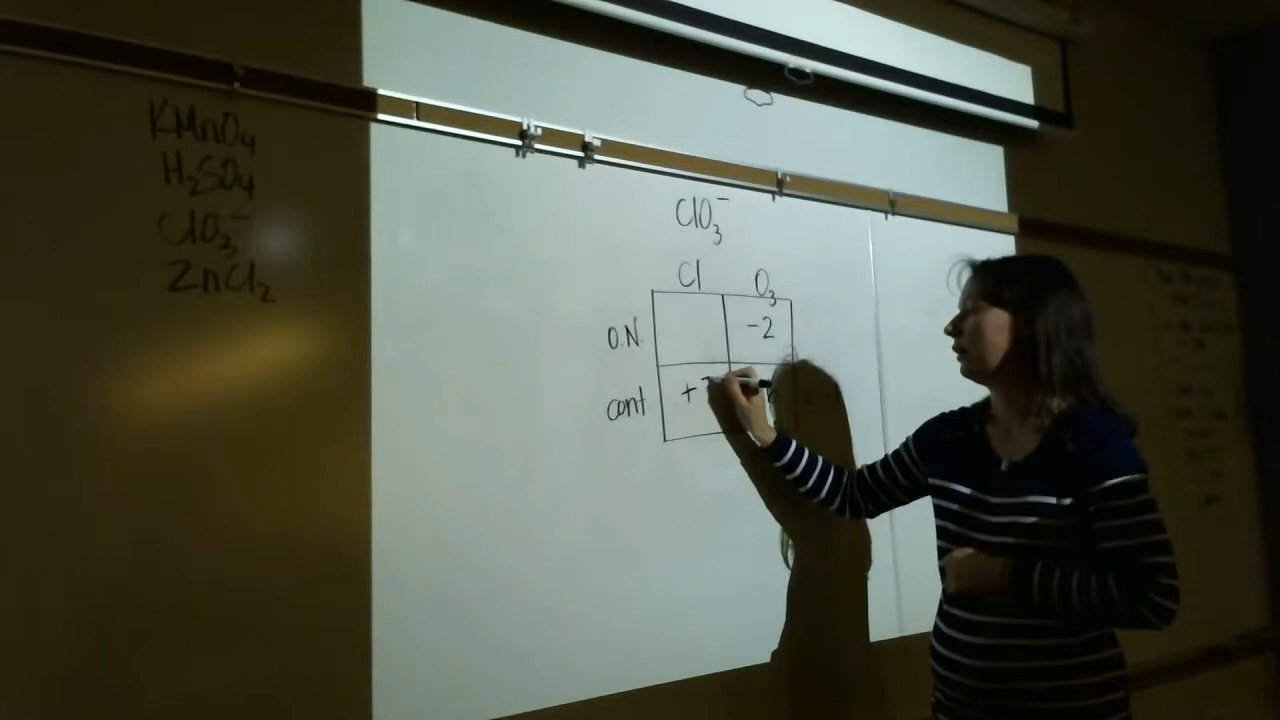 KMnO₄
H₂SO₄
ClO₃⁻
ZnCl₂
ClO₃⁻
Cl O₃
O.N. -2
cont +